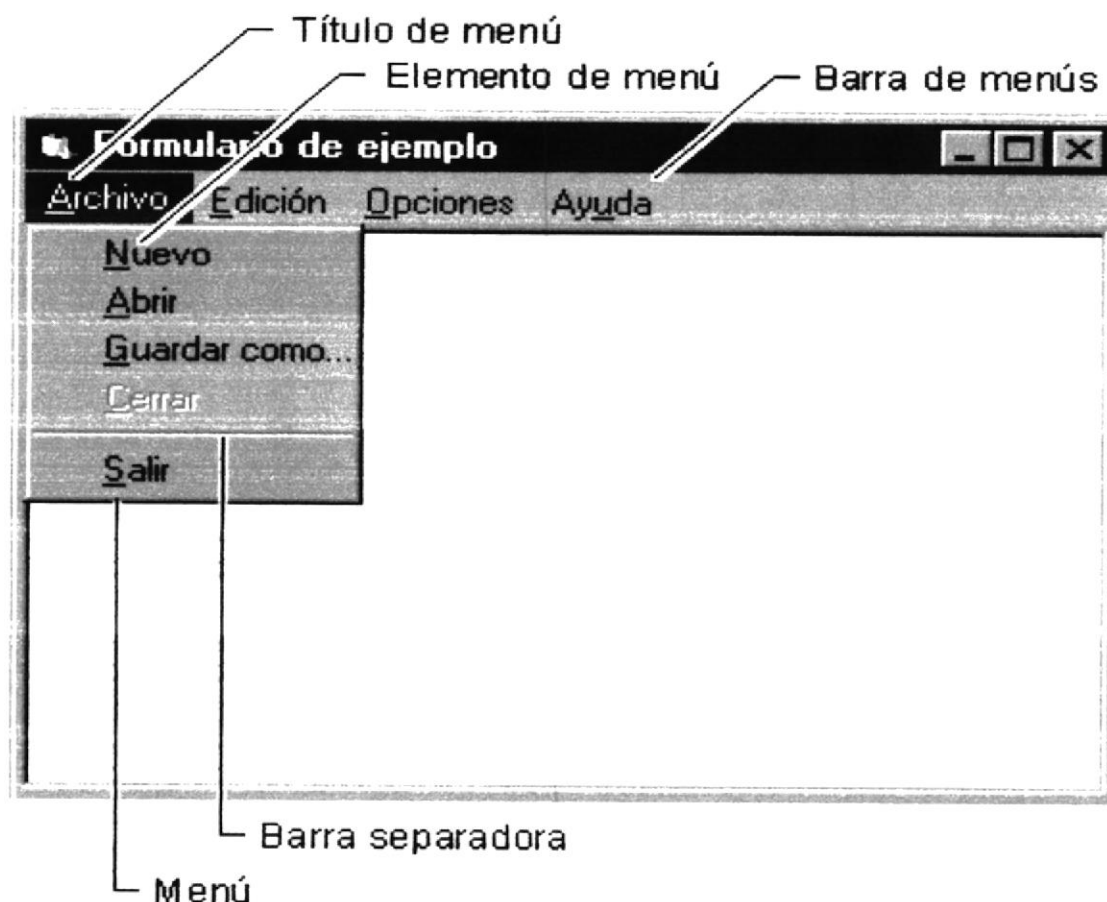 Título de menú
Elemento de menú
Barra de menús
Formulario de ejemplo
Archivo Edición Opciones Ayuda
Nuevo
Abrir
Guardar como...
Cerrar
Salir
Barra separadora
Menú